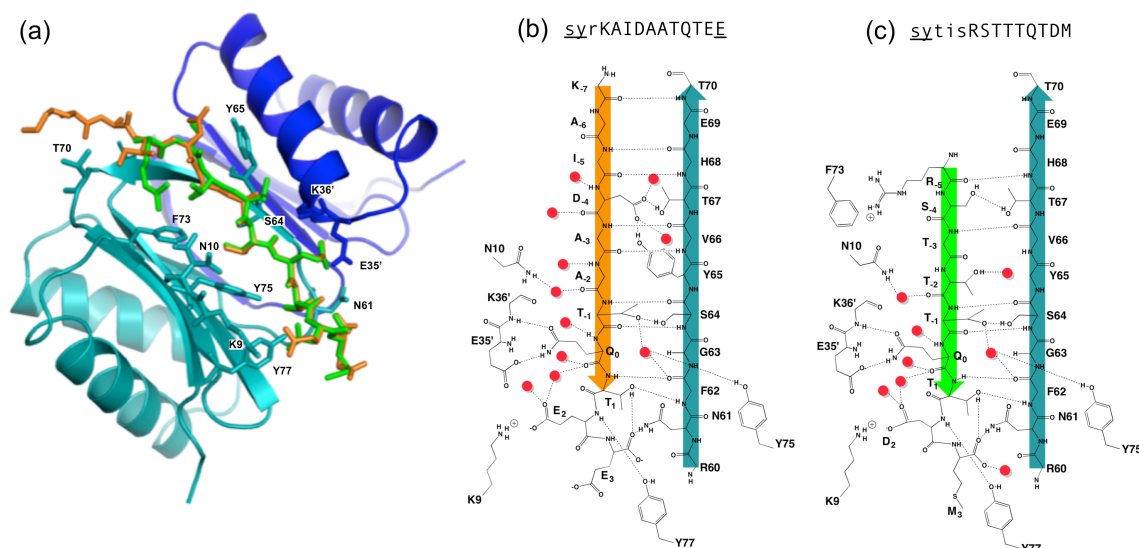 (a)
Y65
T70
K36'
F73
S64
N10
E35'
Y75
N61
K9
Y77
(b) syrKAIDAATQTEE
K-7
T70
A-6
E69
I-5
H68
D-4
T67
A-3
V66
N10
A-2
Y65
K36'
T-1
S64
E35'
Q0
G63
T1
F62
E2
N61
Y75
K9
E3
R60
Y77
(c) sytisRSTTTQTDM
T70
E69
F73
H68
R-5
S-4
T67
N10
T-3
V66
T-2
Y65
K36'
T-1
S64
E35'
Q0
G63
T1
F62
N61
D2
Y75
K9
R60
M3
Y77